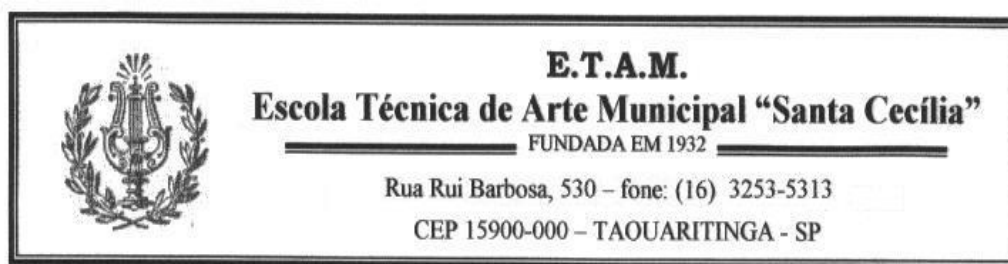 E.T.A.M.
Escola Técnica de Arte Municipal “Santa Cecília”
FUNDADA EM 1932
Rua Rui Barbosa, 530 – fone: (16) 3253-5313
CEP 15900-000 – TAOUARITINGA - SP